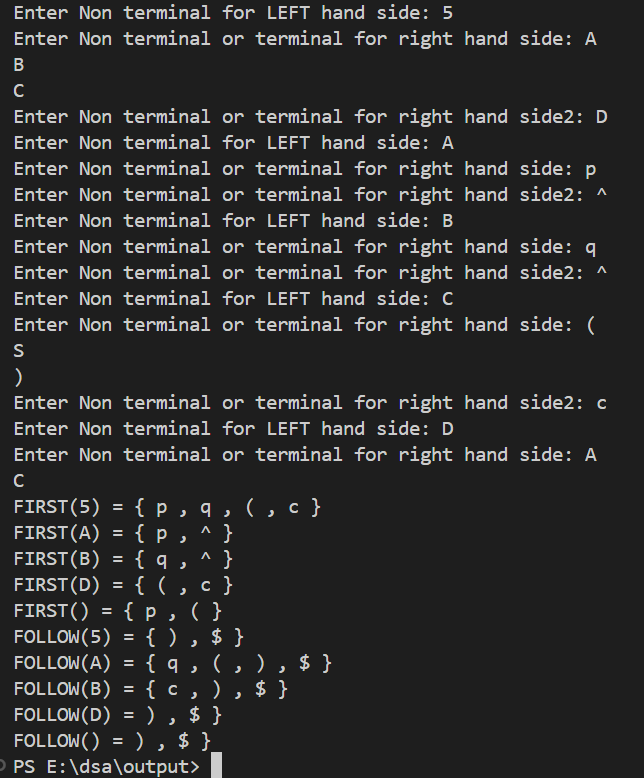 Enter Non terminal for LEFT hand side: 5
Enter Non terminal or terminal for right hand side: A
B
C
Enter Non terminal or terminal for right hand side2: D
Enter Non terminal for LEFT hand side: A
Enter Non terminal or terminal for right hand side: p
Enter Non terminal or terminal for right hand side2: ^
Enter Non terminal for LEFT hand side: B
Enter Non terminal or terminal for right hand side: q
Enter Non terminal or terminal for right hand side2: ^
Enter Non terminal for LEFT hand side: C
Enter Non terminal or terminal for right hand side: (
S
)
Enter Non terminal or terminal for right hand side2: c
Enter Non terminal for LEFT hand side: D
Enter Non terminal or terminal for right hand side: A
C
FIRST(5) = { p , q , ( , c }
FIRST(A) = { p , ^ }
FIRST(B) = { q , ^ }
FIRST(D) = { ( , c }
FIRST() = { p , ( }
FOLLOW(5) = { ) , $ }
FOLLOW(A) = { q , ( , ) , $ }
FOLLOW(B) = { c , ) , $ }
FOLLOW(D) = ) , $ }
FOLLOW() = ) , $ }
PS E:\dsa\output>